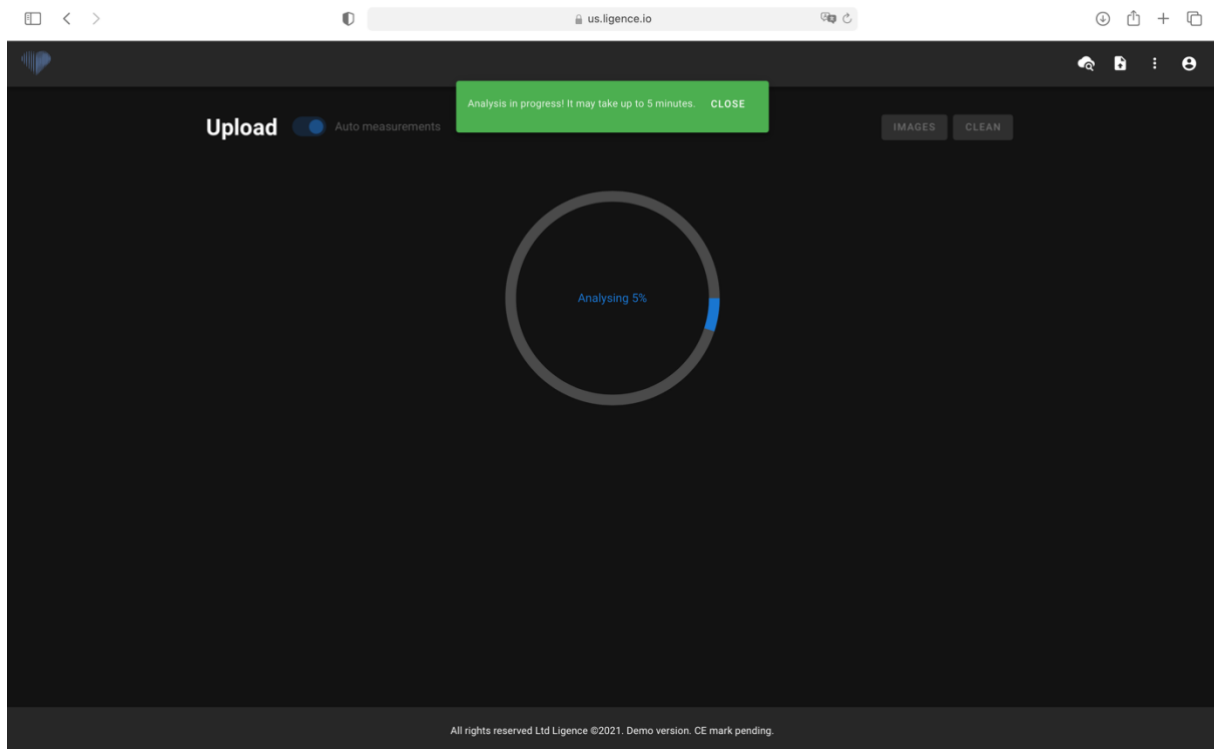 us.ligence.io
Analysis in progress! It may take up to 5 minutes. CLOSE
Upload Auto measurements IMAGES CLEAN
Analysing 5%
All rights reserved Ltd Ligence ©2021. Demo version. CE mark pending.